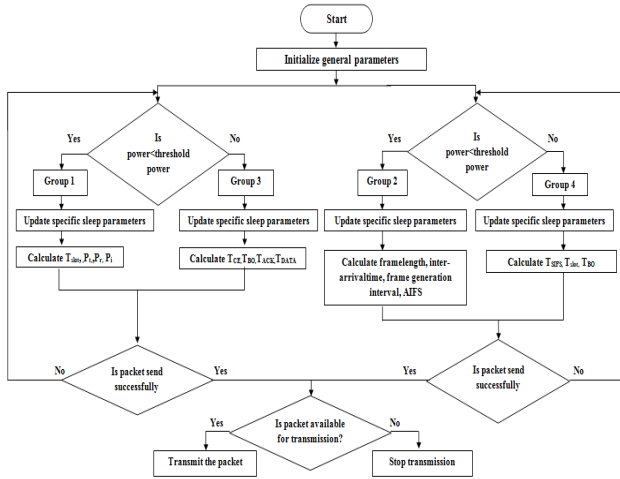 Start
Initialize general parameters
Is
power<threshold
power
Yes
No
Is
power<threshold
power
Yes
No
Group 1
Group 3
Group 2
Group 4
Update specific sleep parameters
Update specific sleep parameters
Update specific sleep parameters
Update specific sleep parameters
Calculate Tslot, Pt, Pr, Pi
Calculate TCE, TBO, TACK, TDATA
Calculate framelength, inter-
arrivaltime, frame generation
interval, AIFS
Calculate TSIFS, Tslot, TBO
No
Is packet send
successfully
Yes
Yes
Is packet send
successfully
No
Yes
Is packet available
for transmission?
No
Transmit the packet
Stop transmission